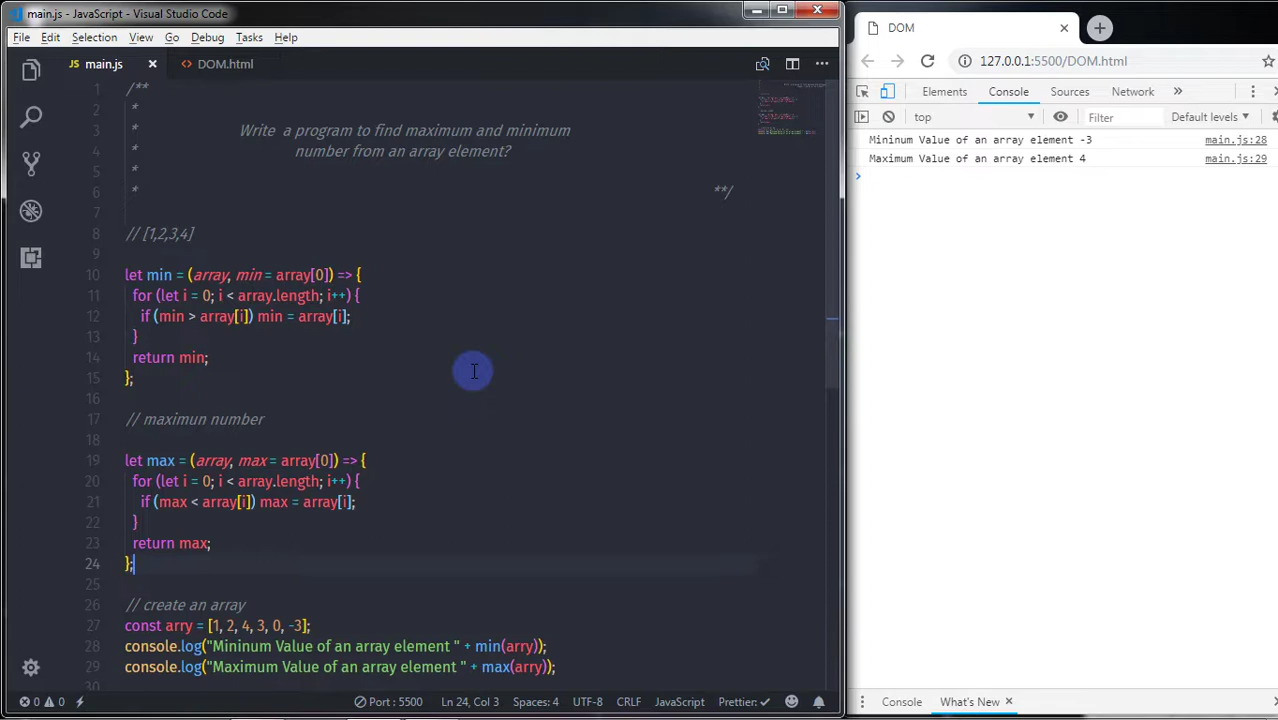 main.js - JavaScript - Visual Studio Code
File Edit Selection View Go Debug Tasks Help
main.js DOM.html
1 /**
2 *
3 * Write a program to find maximum and minimum
4 * number from an array element?
5 *
6 * **/
7
8 // [1,2,3,4]
9
10 let min = (array, min = array[0]) => {
11 for (let i = 0; i < array.length; i++) {
12 if (min > array[i]) min = array[i];
13 }
14 return min;
15 };
16
17 // maximun number
18
19 let max = (array, max = array[0]) => {
20 for (let i = 0; i < array.length; i++) {
21 if (max < array[i]) max = array[i];
22 }
23 return max;
24 };
25
26 // create an array
27 const arry = [1, 2, 4, 3, 0, -3];
28 console.log("Mininum Value of an array element " + min(arry));
29 console.log("Maximum Value of an array element " + max(arry));
30
0 0 Port : 5500 Ln 24, Col 3 Spaces: 4 UTF-8 CRLF JavaScript Prettier:
DOM
127.0.0.1:5500/DOM.html
Elements Console Sources Network »
top Filter Default levels
Mininum Value of an array element -3 main.js:28
Maximum Value of an array element 4 main.js:29
Console What's New